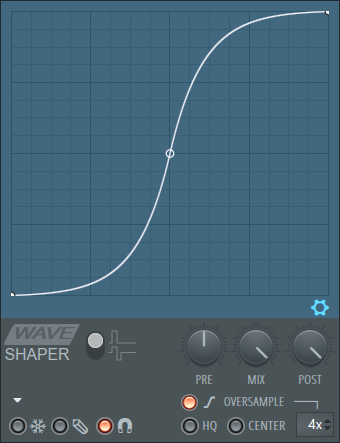 WAVE
SHAPER
PRE
MIX
POST
OVERSAMPLE
HQ
CENTER
4x